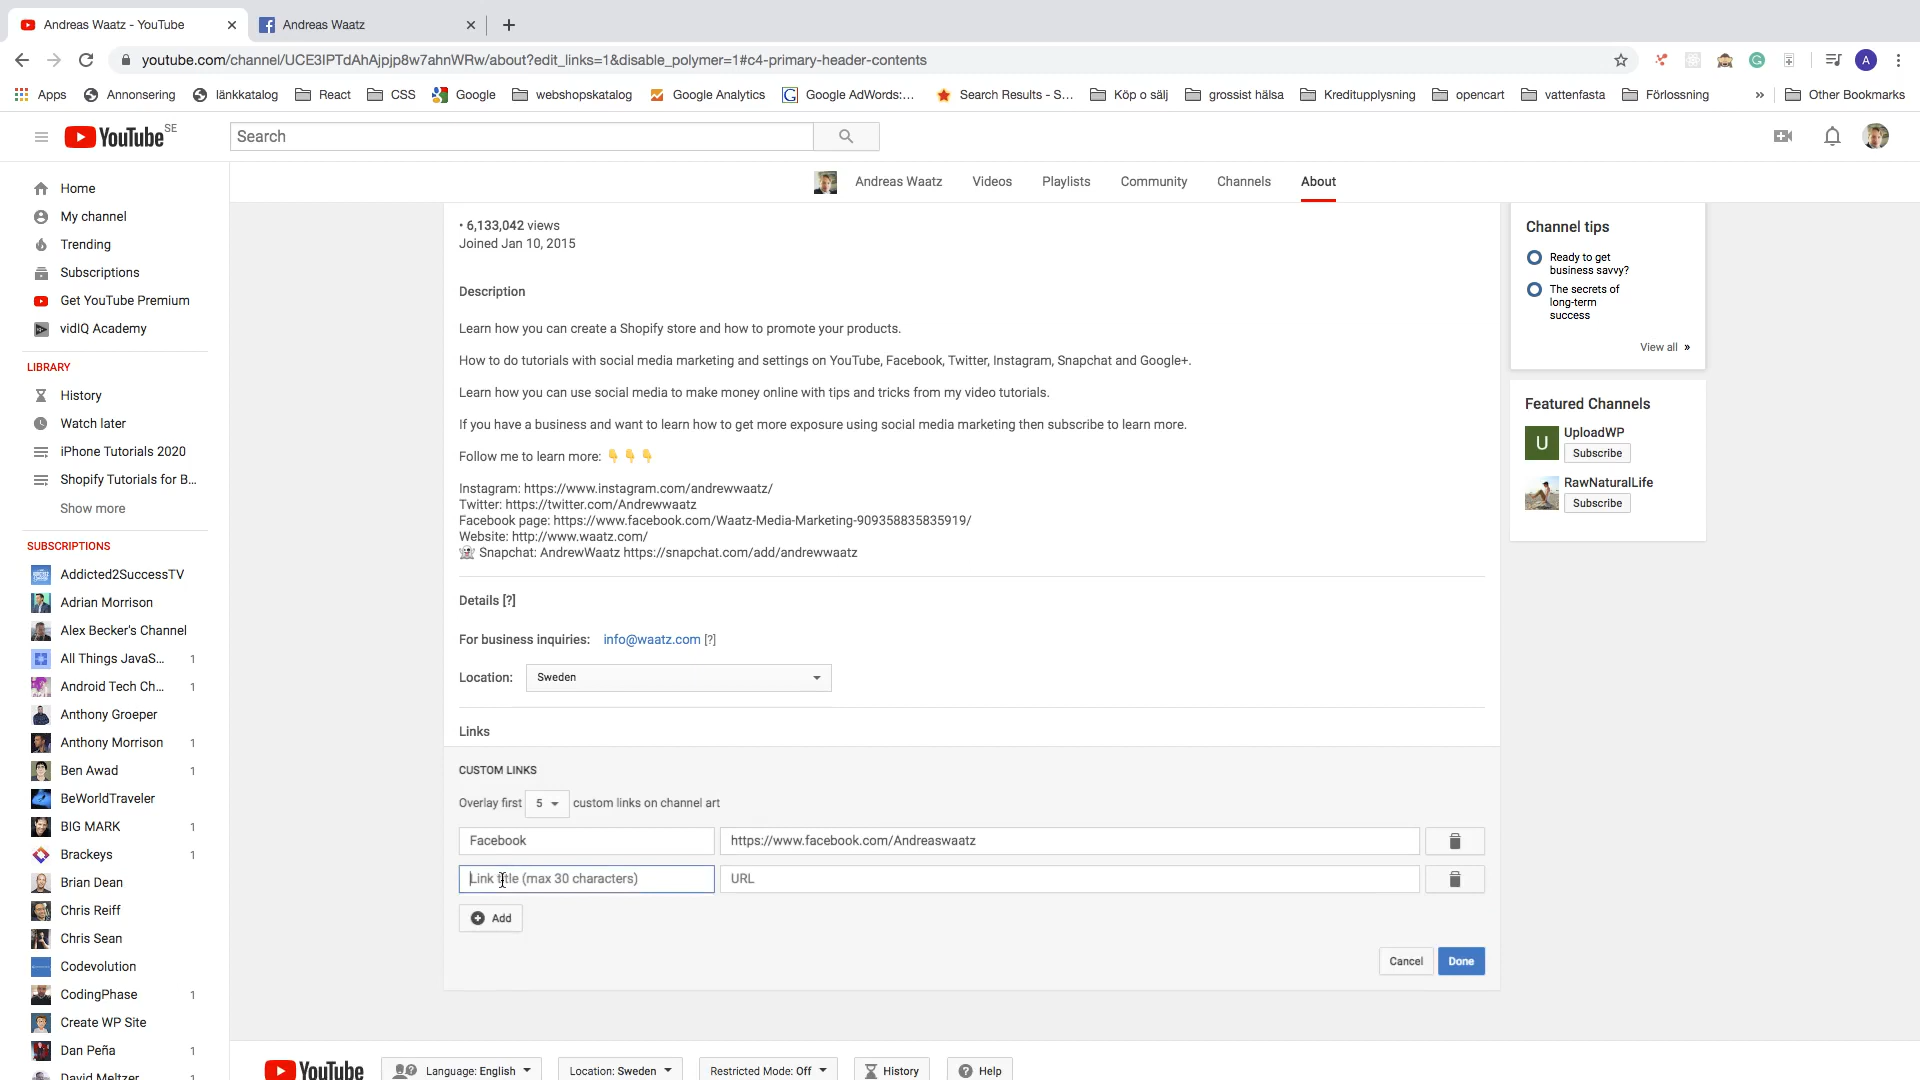 Andreas Waatz - YouTube
Andreas Waatz
youtube.com/channel/UCE3IPTdAhAjpjp8w7ahnWRw/about?edit_links=1&disable_polymer=1#c4-primary-header-contents
A
Apps
Annonsering
länkkatalog
React
CSS
Google
webshopskatalog
Google Analytics
Google AdWords:...
Search Results - S...
Köp o sälj
grossist hälsa
Kreditupplysning
opencart
vattenfasta
Förlossning
»
Other Bookmarks
YouTube SE
Search
Andreas Waatz
Videos
Playlists
Community
Channels
About
Home
My channel
Trending
Subscriptions
Get YouTube Premium
vidIQ Academy
LIBRARY
History
Watch later
iPhone Tutorials 2020
Shopify Tutorials for B...
Show more
SUBSCRIPTIONS
Addicted2SuccessTV
Adrian Morrison
Alex Becker's Channel
All Things JavaS... 1
Android Tech Ch... 1
Anthony Groeper
Anthony Morrison 1
Ben Awad 1
BeWorldTraveler
BIG MARK 1
Brackeys 1
Brian Dean
Chris Reiff
Chris Sean
Codevolution
CodingPhase 1
Create WP Site
Dan Peña 1
David Meltzer 1
• 6,133,042 views
Joined Jan 10, 2015
Description
Learn how you can create a Shopify store and how to promote your products.
How to do tutorials with social media marketing and settings on YouTube, Facebook, Twitter, Instagram, Snapchat and Google+.
Learn how you can use social media to make money online with tips and tricks from my video tutorials.
If you have a business and want to learn how to get more exposure using social media marketing then subscribe to learn more.
Follow me to learn more: 👇 👇 👇
Instagram: https://www.instagram.com/andrewwaatz/
Twitter: https://twitter.com/Andrewwaatz
Facebook page: https://www.facebook.com/Waatz-Media-Marketing-909358835835919/
Website: http://www.waatz.com/
👻 Snapchat: AndrewWaatz https://snapchat.com/add/andrewwaatz
Details [?]
For business inquiries: info@waatz.com [?]
Location: Sweden
Links
CUSTOM LINKS
Overlay first 5 custom links on channel art
Facebook
https://www.facebook.com/Andreaswaatz
Link title (max 30 characters)
URL
Add
Cancel
Done
Channel tips
Ready to get
business savvy?
The secrets of
long-term
success
View all »
Featured Channels
U
UploadWP
Subscribe
RawNaturalLife
Subscribe
YouTube
Language: English
Location: Sweden
Restricted Mode: Off
History
Help